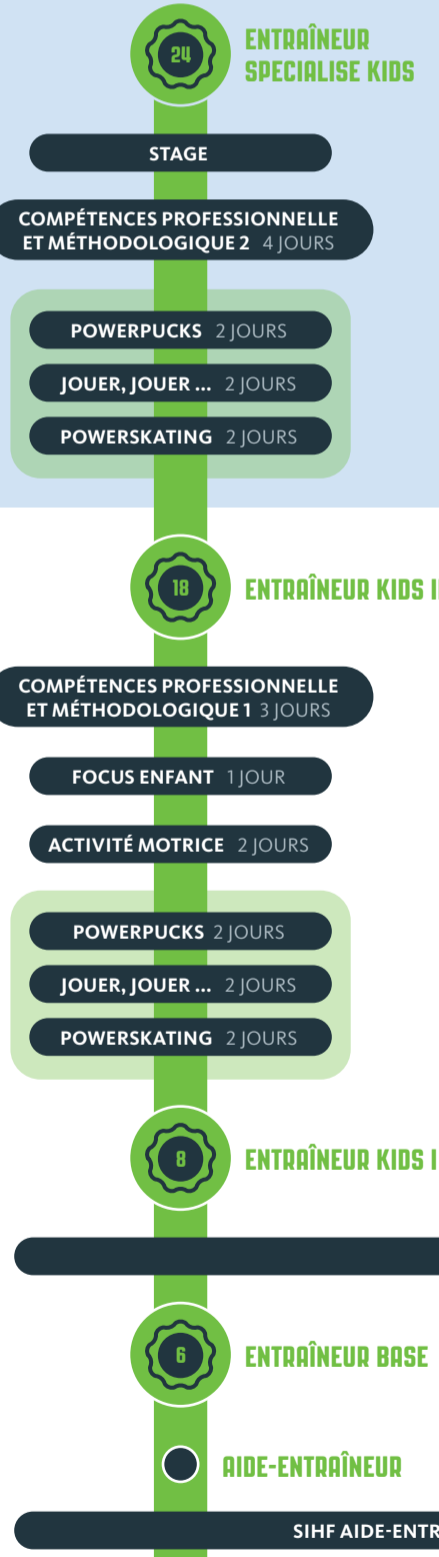 24
ENTRAÎNEUR
SPECIALISE KIDS
STAGE
COMPÉTENCES PROFESSIONNELLE
ET MÉTHODOLOGIQUE 2 4 JOURS
POWERPUCKS 2 JOURS
JOUER, JOUER ... 2 JOURS
POWERSKATING 2 JOURS
18
ENTRAÎNEUR KIDS I
COMPÉTENCES PROFESSIONNELLE
ET MÉTHODOLOGIQUE 1 3 JOURS
FOCUS ENFANT 1 JOUR
ACTIVITÉ MOTRICE 2 JOURS
POWERPUCKS 2 JOURS
JOUER, JOUER ... 2 JOURS
POWERSKATING 2 JOURS
8
ENTRAÎNEUR KIDS I
6
ENTRAÎNEUR BASE
AIDE-ENTRAÎNEUR
SIHF AIDE-ENTR